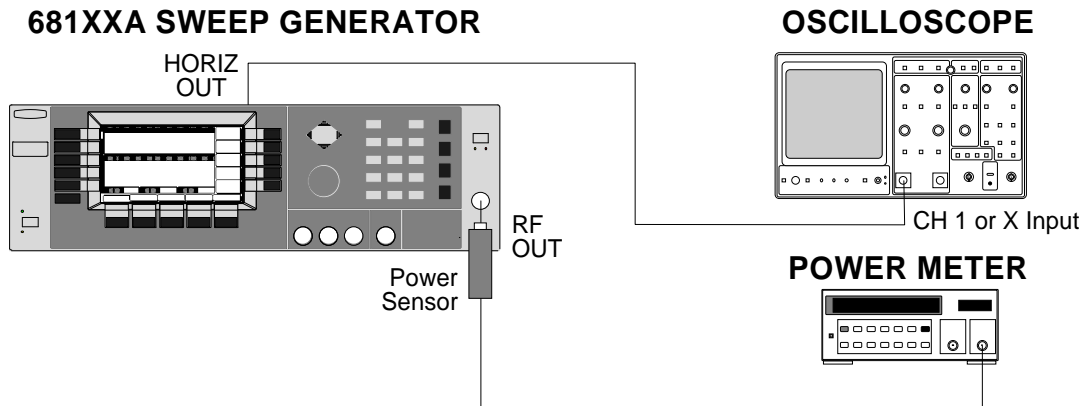 681XXA SWEEP GENERATOR
OSCILLOSCOPE
HORIZ
OUT
CH 1 or X Input
RF
OUT
POWER METER
Power
Sensor